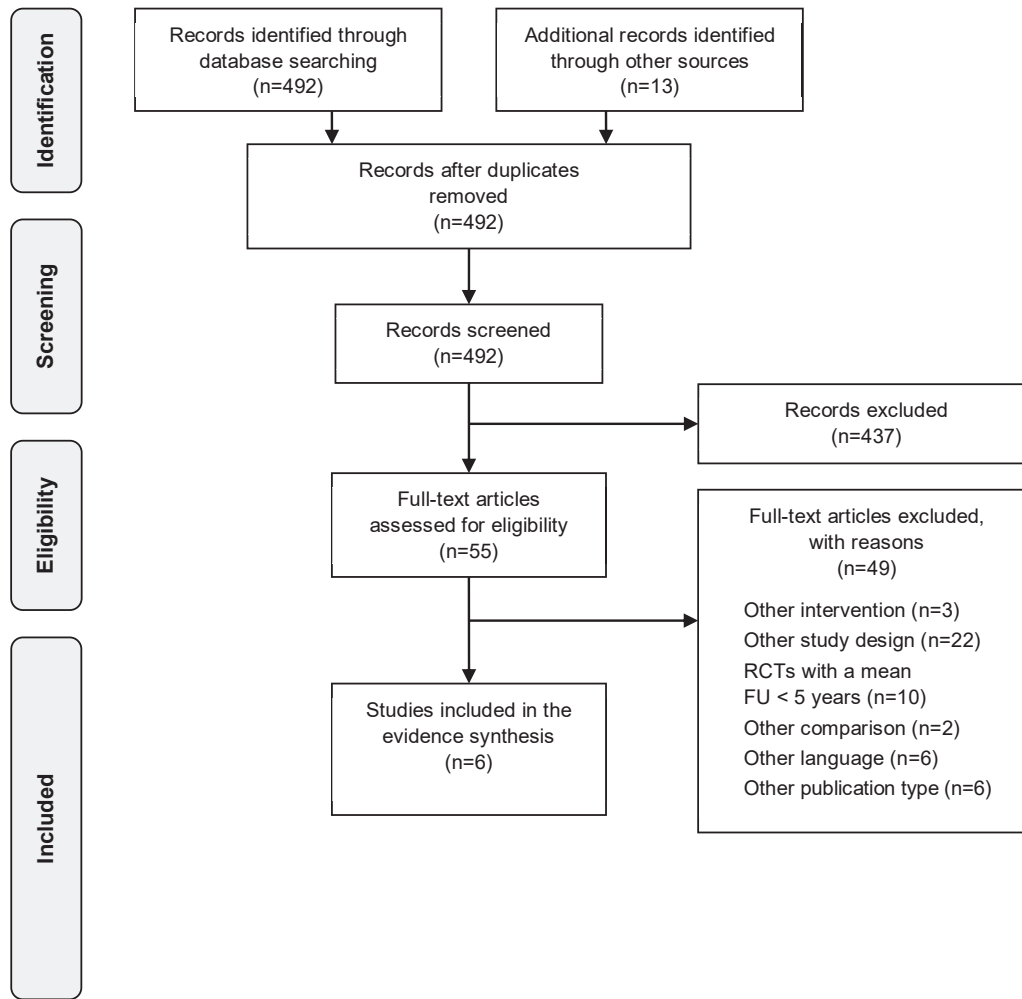 Identification
Records identified through
database searching
(n=492)
Additional records identified
through other sources
(n=13)
Records after duplicates
removed
(n=492)
Screening
Records screened
(n=492)
Records excluded
(n=437)
Eligibility
Full-text articles
assessed for eligibility
(n=55)
Full-text articles excluded,
with reasons
(n=49)
Other intervention (n=3)
Other study design (n=22)
RCTs with a mean
FU < 5 years (n=10)
Other comparison (n=2)
Other language (n=6)
Other publication type (n=6)
Included
Studies included in the
evidence synthesis
(n=6)